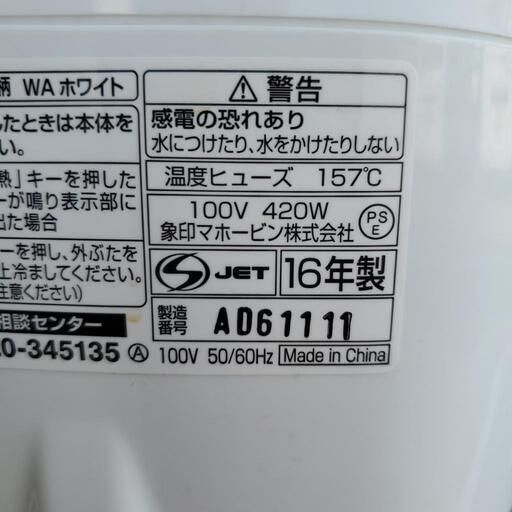 柄 WA ホワイト
したときは本体を
い。
熱」キーを押した
ーが鳴り表示部に
出た場合
ーを押し、外ぶたを
上冷ましてください。
注意ください)
相談センター
0-345135 Ⓐ
⚠ 警告
感電の恐れあり
水につけたり、水をかけたりしない
温度ヒューズ 157℃
100V 420W
象印マホービン株式会社
PS
E
S JET
16年製
製造
番号 AD61111
100V 50/60Hz Made in China